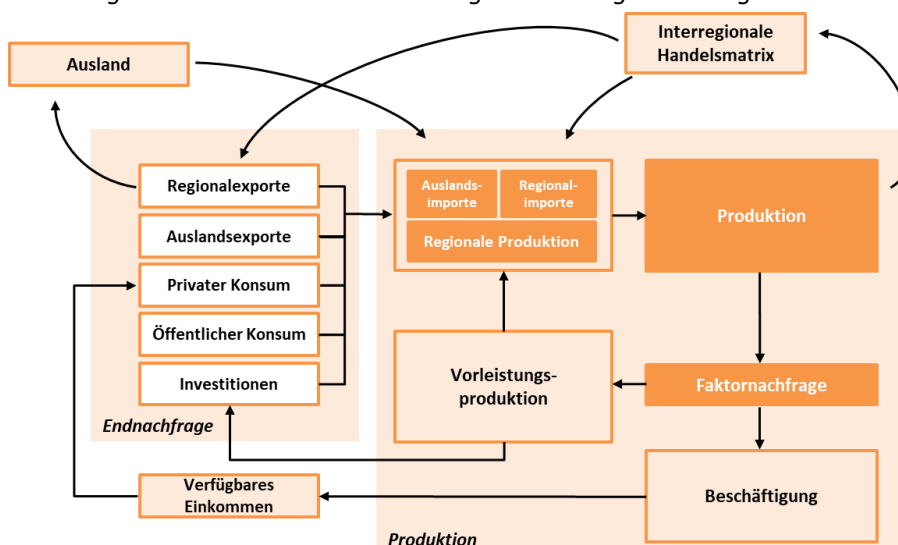 Interregionale
Handelsmatrix
Ausland
Regionalexporte
Auslandsexporte
Privater Konsum
Öffentlicher Konsum
Investitionen
Endnachfrage
Auslands-
importe
Regional-
importe
Regionale Produktion
Produktion
Vorleistungs-
produktion
Faktornachfrage
Beschäftigung
Verfügbares
Einkommen
Produktion